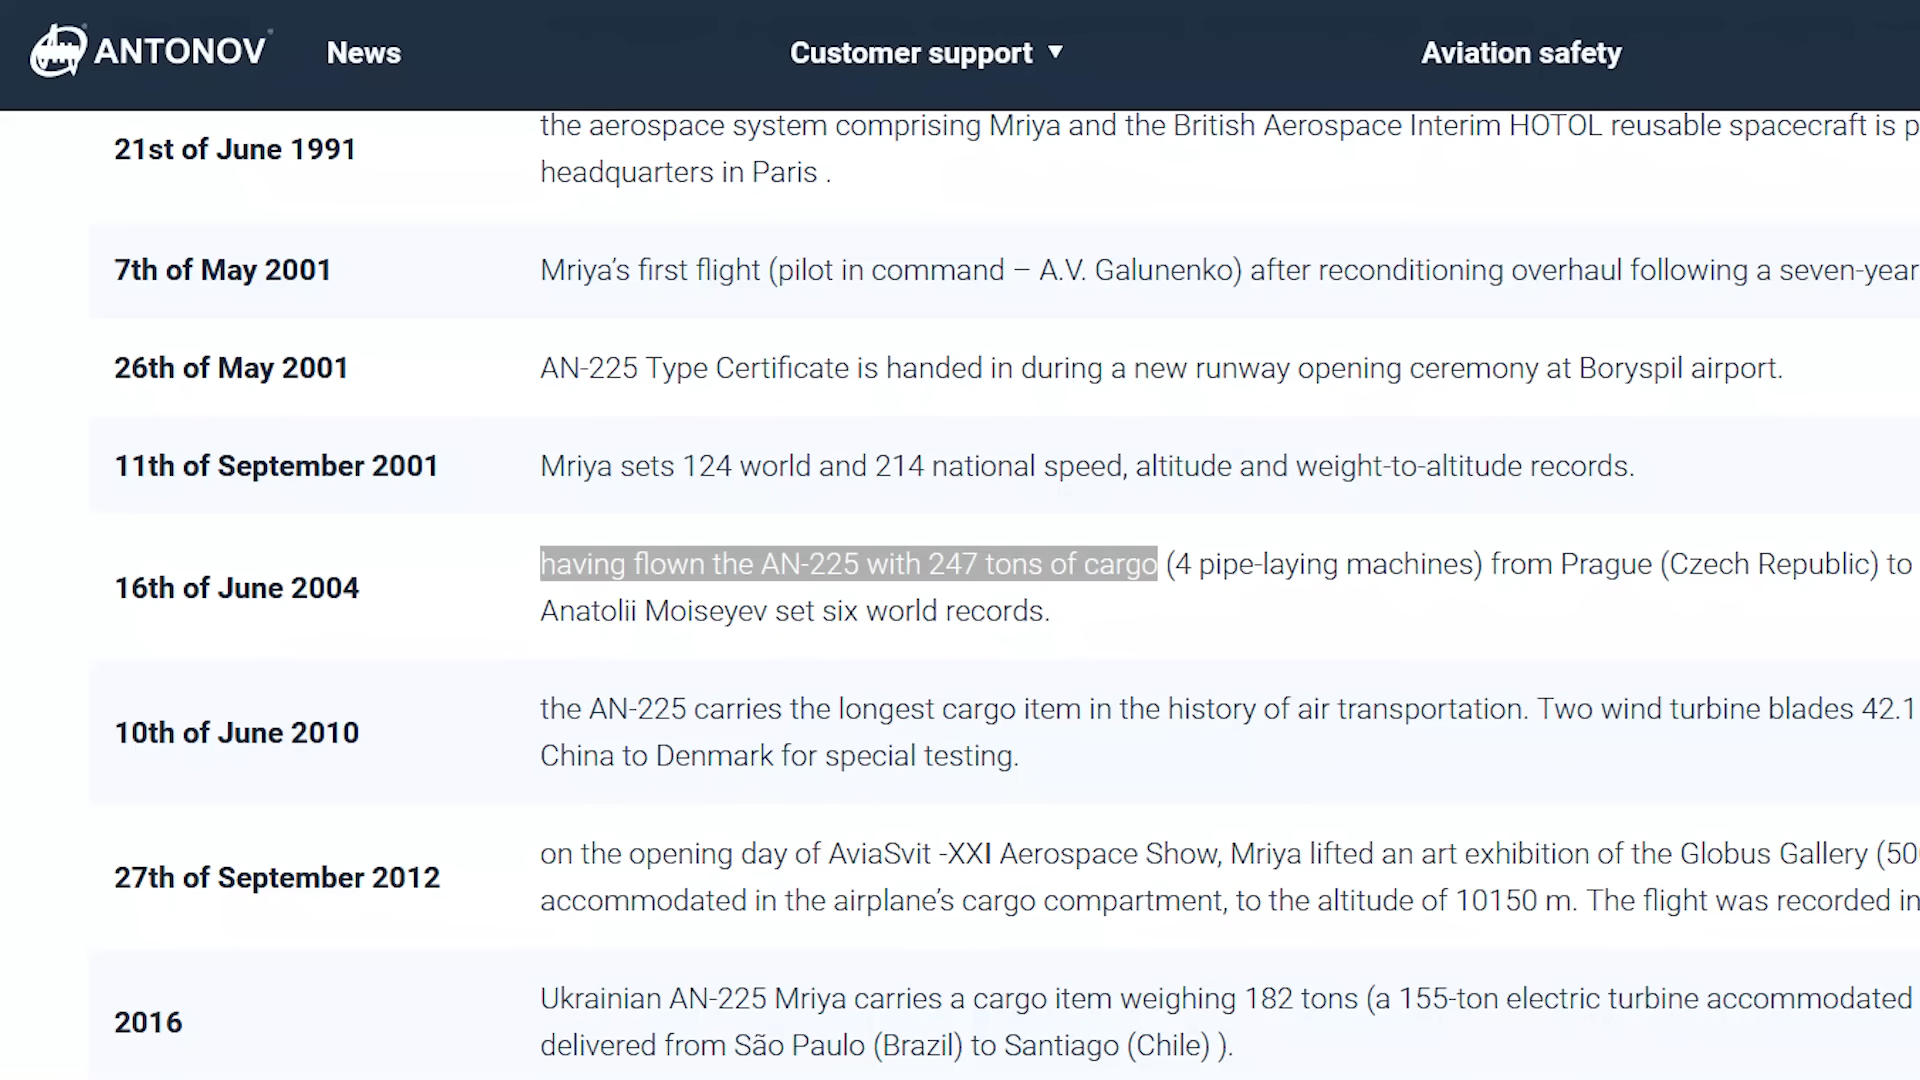 ANTONOV
News
Customer support
Aviation safety
21st of June 1991
the aerospace system comprising Mriya and the British Aerospace Interim HOTOL reusable spacecraft is p
headquarters in Paris .
7th of May 2001
Mriya’s first flight (pilot in command – A.V. Galunenko) after reconditioning overhaul following a seven-year
26th of May 2001
AN-225 Type Certificate is handed in during a new runway opening ceremony at Boryspil airport.
11th of September 2001
Mriya sets 124 world and 214 national speed, altitude and weight-to-altitude records.
16th of June 2004
having flown the AN-225 with 247 tons of cargo (4 pipe-laying machines) from Prague (Czech Republic) to
Anatolii Moiseyev set six world records.
10th of June 2010
the AN-225 carries the longest cargo item in the history of air transportation. Two wind turbine blades 42.1
China to Denmark for special testing.
27th of September 2012
on the opening day of AviaSvit -XXI Aerospace Show, Mriya lifted an art exhibition of the Globus Gallery (50
accommodated in the airplane’s cargo compartment, to the altitude of 10150 m. The flight was recorded in
2016
Ukrainian AN-225 Mriya carries a cargo item weighing 182 tons (a 155-ton electric turbine accommodated
delivered from São Paulo (Brazil) to Santiago (Chile) ).